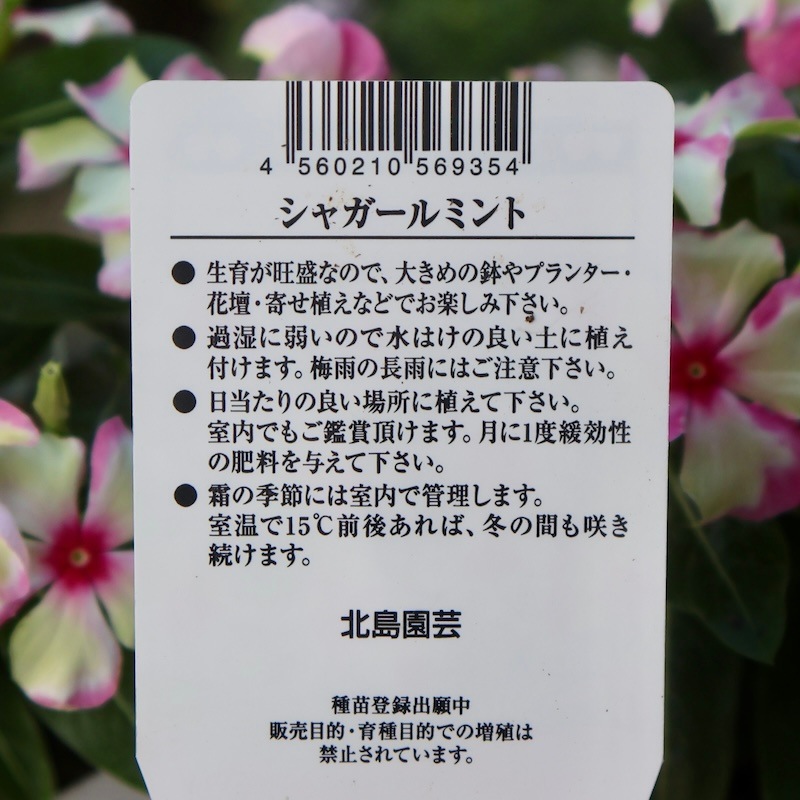 4 560210 569354
シャガールミント
● 生育が旺盛なので、大きめの鉢やプランター・
花壇・寄せ植えなどでお楽しみ下さい。
● 過湿に弱いので水はけの良い土に植え
付けます。梅雨の長雨にはご注意下さい。
● 日当たりの良い場所に植えて下さい。
室内でもご鑑賞頂けます。月に1度緩効性
の肥料を与えて下さい。
● 霜の季節には室内で管理します。
室温で15℃前後あれば、冬の間も咲き
続けます。
北島園芸
種苗登録出願中
販売目的・育種目的での増殖は
禁止されています。